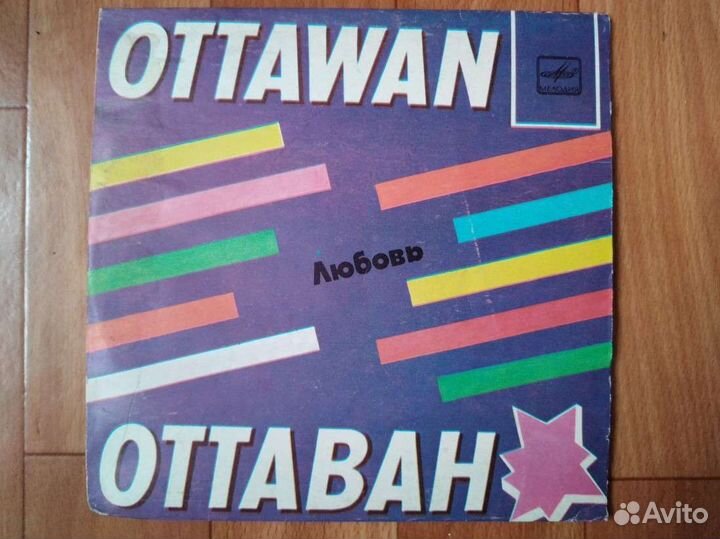 OTTAWAN
МЕЛОДИЯ
Любовь
ОТТАВАН
Avito